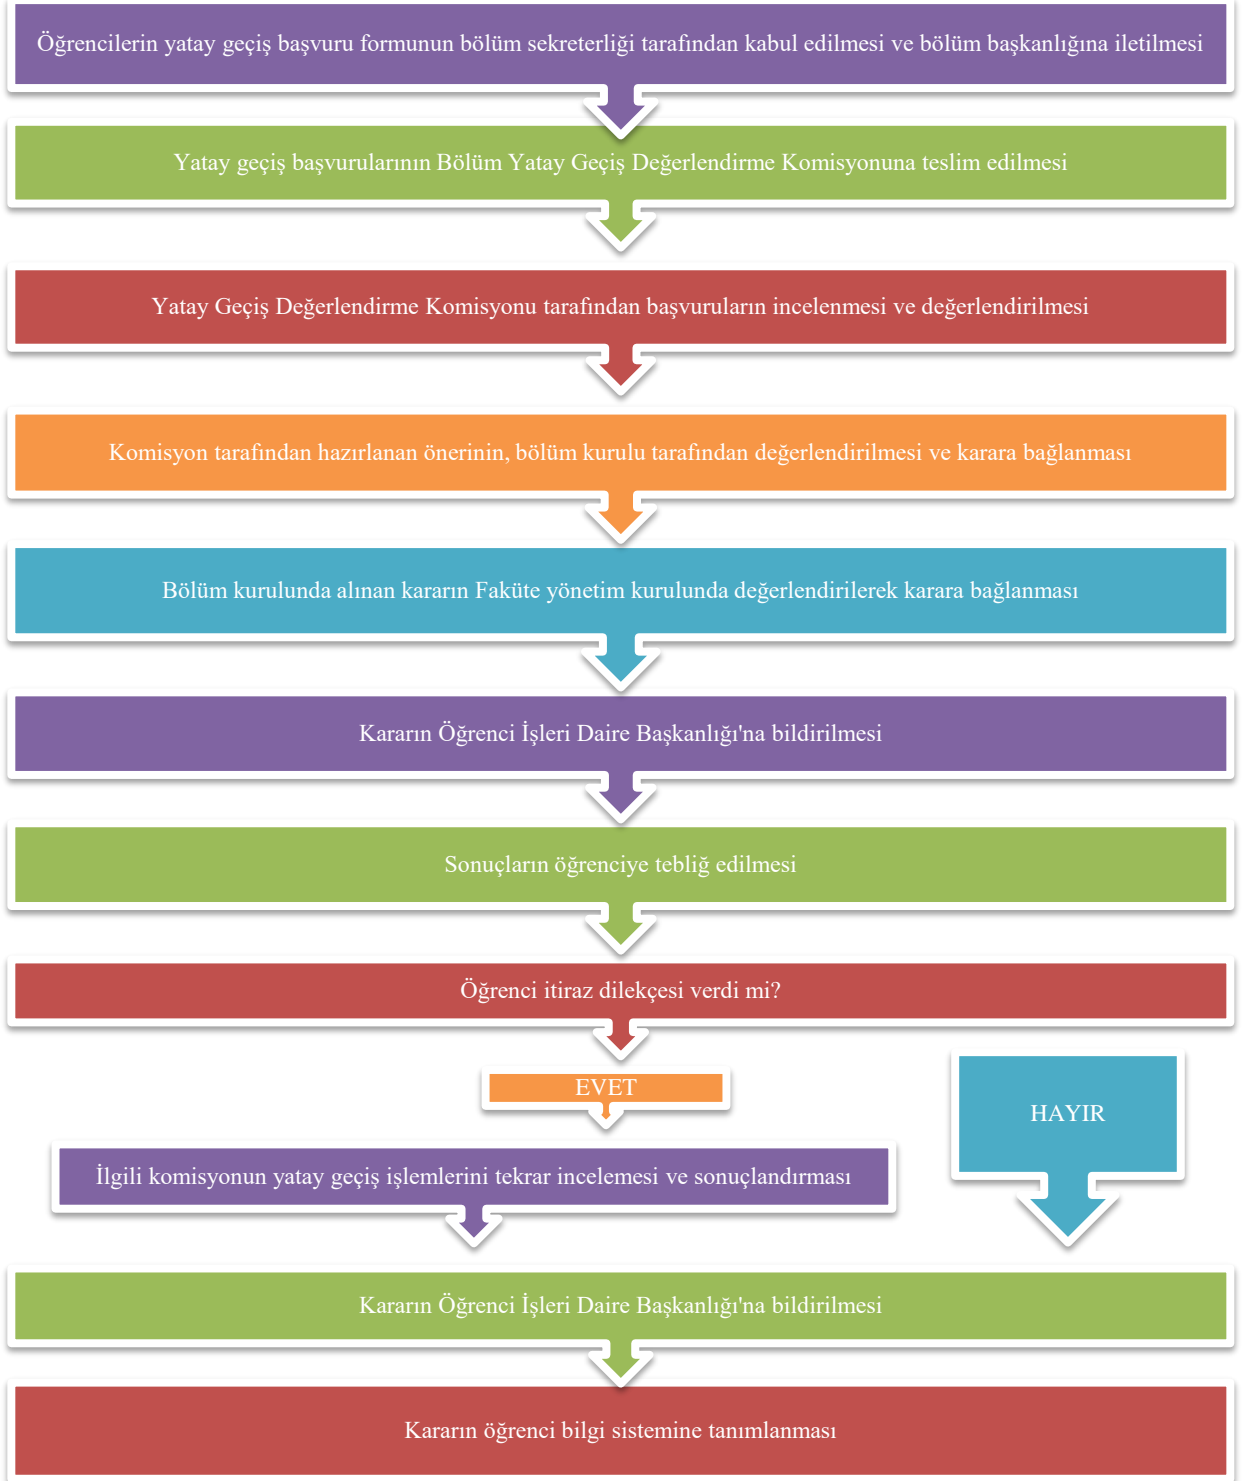 Öğrencilerin yatay geçiş başvuru formunun bölüm sekreterliği tarafından kabul edilmesi ve bölüm başkanlığına iletilmesi
Yatay geçiş başvurularının Bölüm Yatay Geçiş Değerlendirme Komisyonuna teslim edilmesi
Yatay Geçiş Değerlendirme Komisyonu tarafından başvuruların incelenmesi ve değerlendirilmesi
Komisyon tarafından hazırlanan önerinin, bölüm kurulu tarafından değerlendirilmesi ve karara bağlanması
Bölüm kurulunda alınan kararın Faküte yönetim kurulunda değerlendirilerek karara bağlanması
Kararın Öğrenci İşleri Daire Başkanlığı'na bildirilmesi
Sonuçların öğrenciye tebliğ edilmesi
Öğrenci itiraz dilekçesi verdi mi?
EVET
HAYIR
İlgili komisyonun yatay geçiş işlemlerini tekrar incelemesi ve sonuçlandırması
Kararın Öğrenci İşleri Daire Başkanlığı'na bildirilmesi
Kararın öğrenci bilgi sistemine tanımlanması